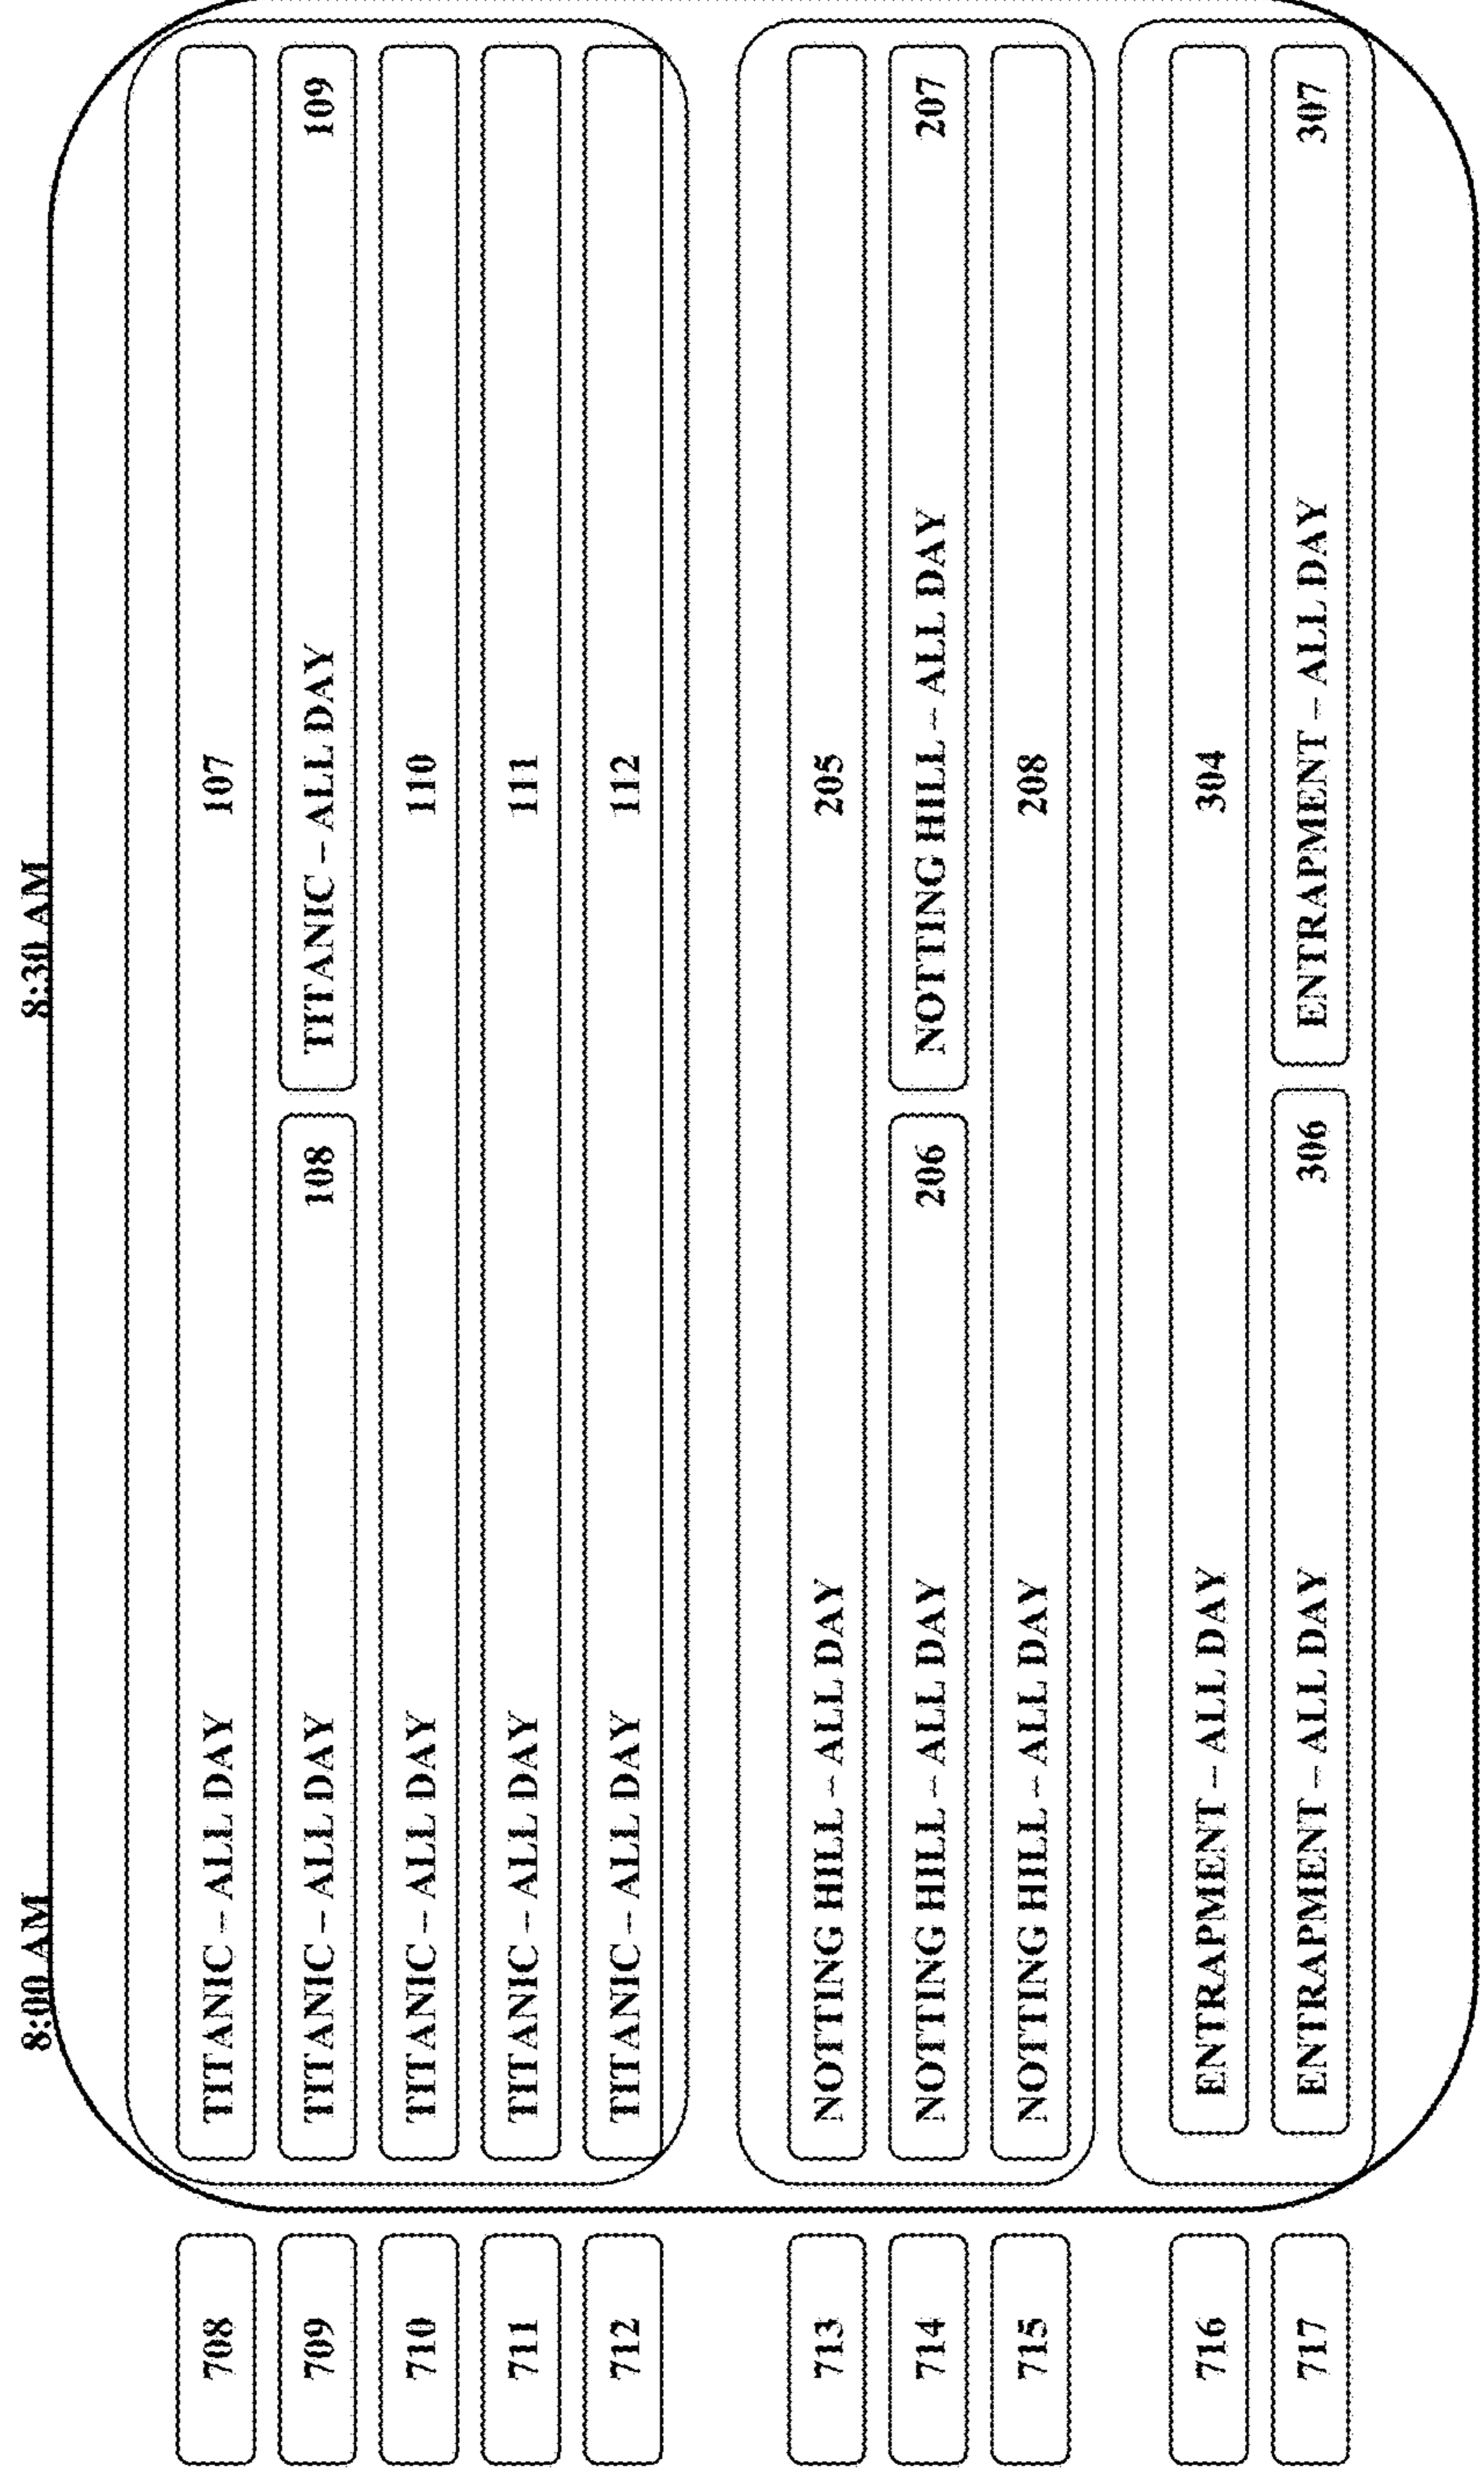 8:00 AM 8:30 AM
708 TITANIC – ALL DAY 107
709 TITANIC – ALL DAY 108 TITANIC – ALL DAY 109
710 TITANIC – ALL DAY 110
711 TITANIC – ALL DAY 111
712 TITANIC – ALL DAY 112
713 NOTTING HILL – ALL DAY 205
714 NOTTING HILL – ALL DAY 206 NOTTING HILL – ALL DAY 207
715 NOTTING HILL – ALL DAY 208
716 ENTRAPMENT – ALL DAY 304
717 ENTRAPMENT – ALL DAY 306 ENTRAPMENT – ALL DAY 307